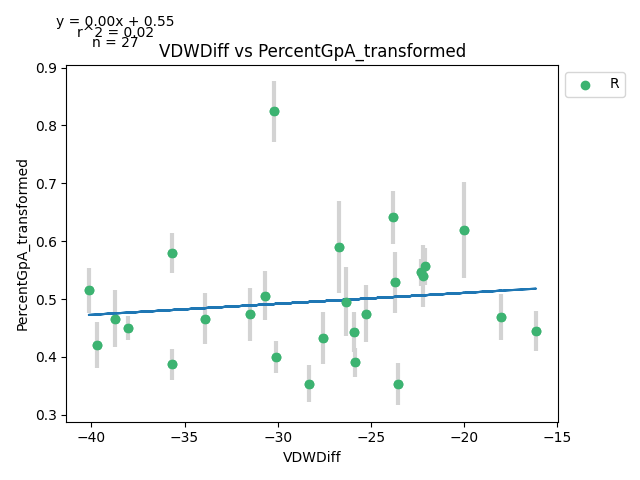 y = 0.00x + 0.55
r^2 = 0.02
n = 27
VDWDiff vs PercentGpA_transformed
R
PercentGpA_transformed
0.9
0.8
0.7
0.6
0.5
0.4
0.3
−40
−35
−30
−25
−20
−15
VDWDiff